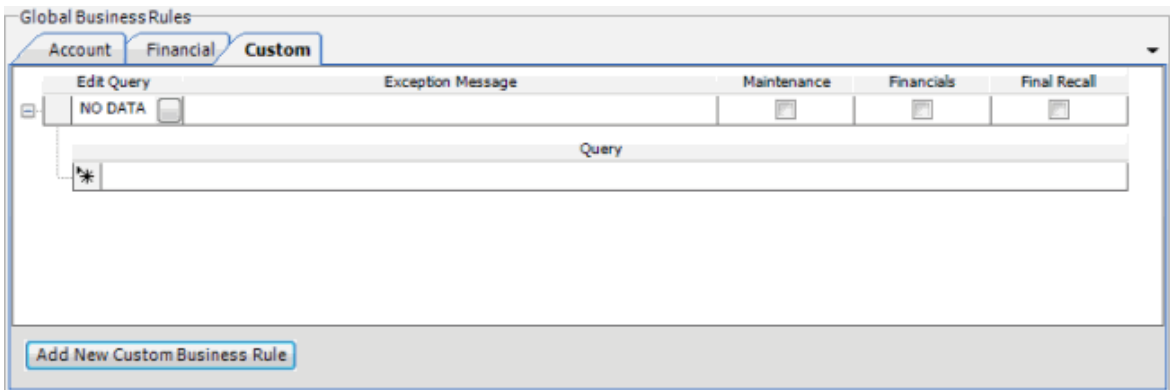 Global Business Rules
Account Financial Custom
Edit Query Exception Message Maintenance Financials Final Recall
NO DATA
Query
Add New Custom Business Rule